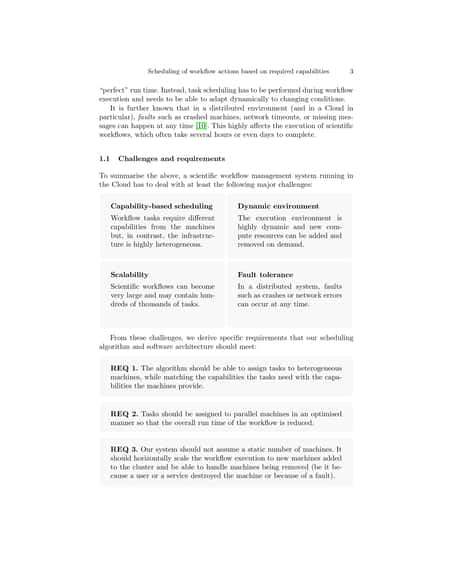 Scheduling of workflow actions based on required capabilities 3
“perfect” run time. Instead, task scheduling has to be performed during workflow
execution and needs to be able to adapt dynamically to changing conditions.
It is further known that in a distributed environment (and in a Cloud in
particular), faults such as crashed machines, network timeouts, or missing mes-
sages can happen at any time [10]. This highly affects the execution of scientific
workflows, which often take several hours or even days to complete.
1.1 Challenges and requirements
To summarise the above, a scientific workflow management system running in
the Cloud has to deal with at least the following major challenges:
Capability-based scheduling
Workflow tasks require different
capabilities from the machines
but, in contrast, the infrastruc-
ture is highly heterogeneous.
Dynamic environment
The execution environment is
highly dynamic and new com-
pute resources can be added and
removed on demand.
Scalability
Scientific workflows can become
very large and may contain hun-
dreds of thousands of tasks.
Fault tolerance
In a distributed system, faults
such as crashes or network errors
can occur at any time.
From these challenges, we derive specific requirements that our scheduling
algorithm and software architecture should meet:
REQ 1. The algorithm should be able to assign tasks to heterogeneous
machines, while matching the capabilities the tasks need with the capa-
bilities the machines provide.
REQ 2. Tasks should be assigned to parallel machines in an optimised
manner so that the overall run time of the workflow is reduced.
REQ 3. Our system should not assume a static number of machines. It
should horizontally scale the workflow execution to new machines added
to the cluster and be able to handle machines being removed (be it be-
cause a user or a service destroyed the machine or because of a fault).